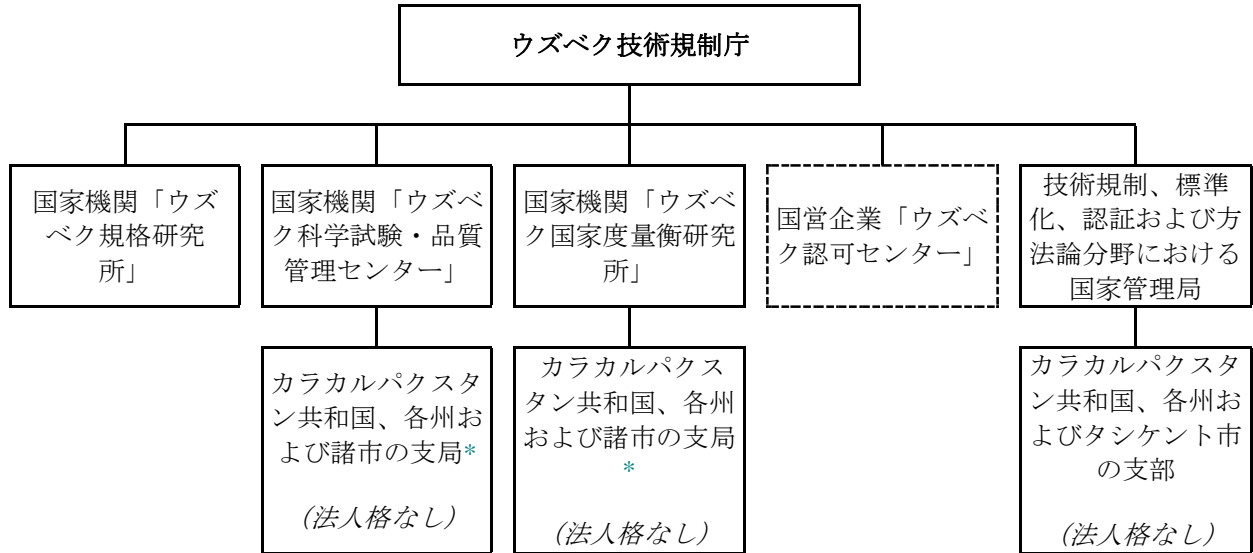 ウズベク技術規制庁
国家機関「ウズ
ベク規格研究
所」
国家機関「ウズベ
ク科学試験・品質
管理センター」
国家機関「ウズベ
ク国家度量衡研究
所」
国営企業「ウズベ
ク認可センター」
技術規制、標準
化、認証および方
法論分野における
国家管理局
カラカルパクスタ
ン共和国、各州お
よび諸市の支局*
(法人格なし)
カラカルパクス
タン共和国、各州
および諸市の支局
*
(法人格なし)
カラカルパクスタ
ン共和国、各州お
よびタシケント市
の支部
(法人格なし)